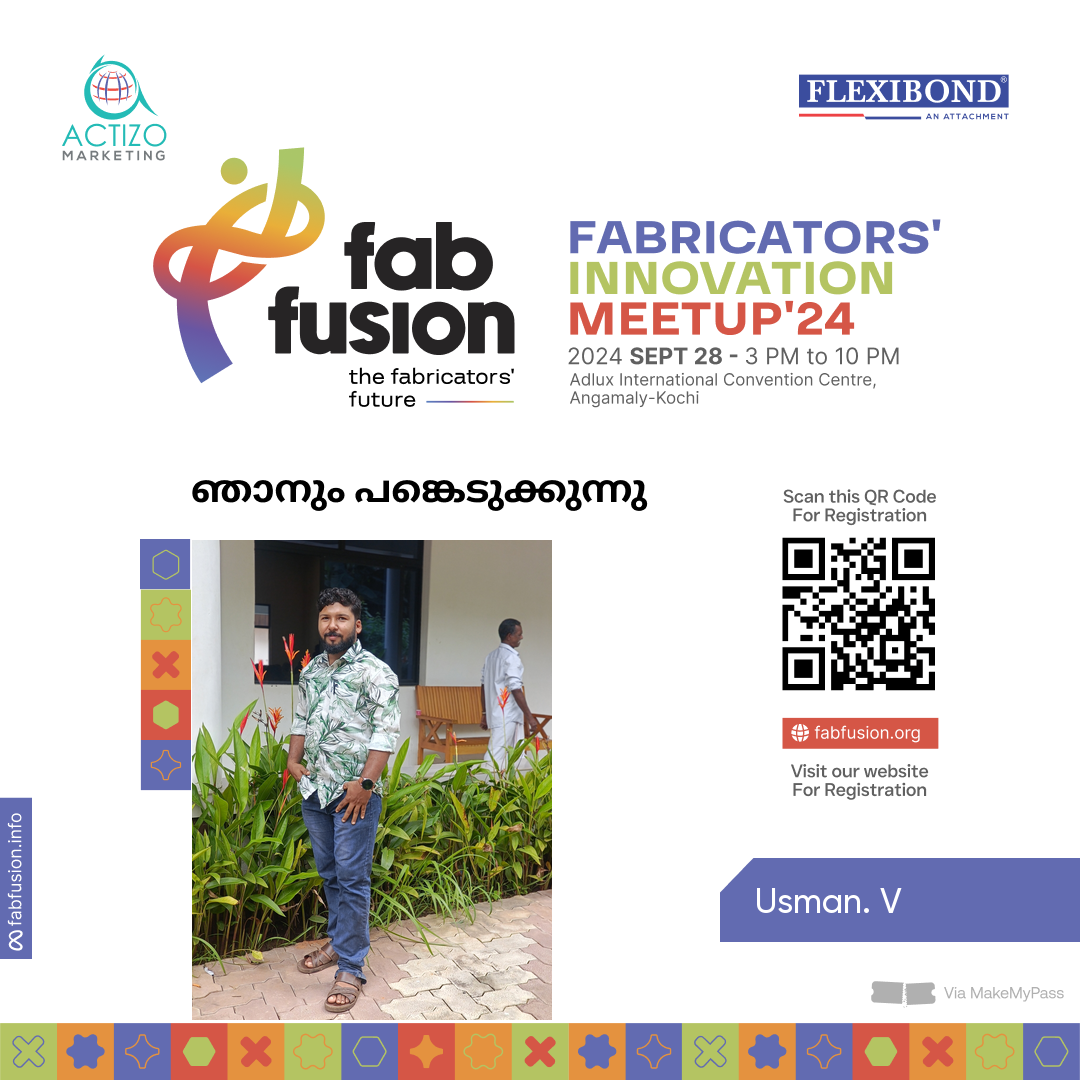 ACTIZO
MARKETING
FLEXIBOND®
AN ATTACHMENT
fab
fusion
the fabricators'
future
FABRICATORS'
INNOVATION
MEETUP'24
2024 SEPT 28 - 3 PM to 10 PM
Adlux International Convention Centre,
Angamaly-Kochi
ഞാനും പങ്കെടുക്കുന്നു
Scan this QR Code
For Registration
fabfusion.org
Visit our website
For Registration
fabfusion.info
Usman. V
Via MakeMyPass